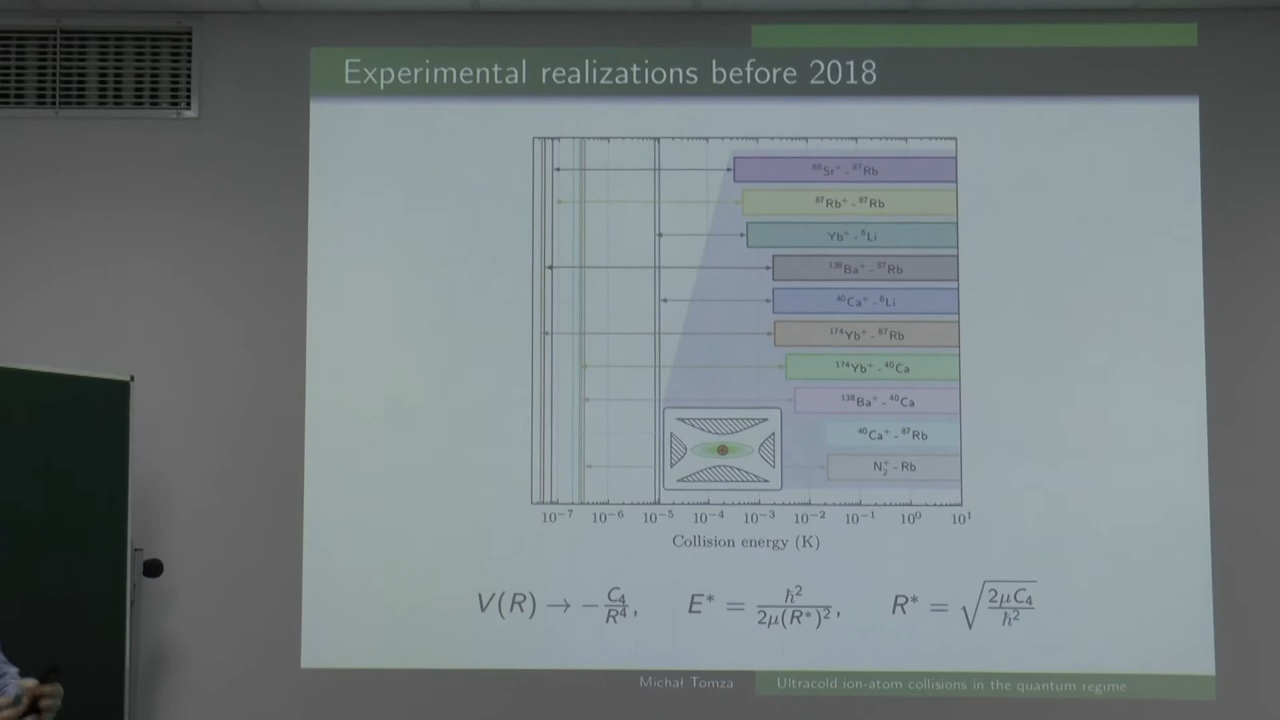 Experimental realizations before 2018
⁸⁸Sr⁺ - ⁸⁷Rb
⁸⁷Rb⁺ - ⁸⁷Rb
Yb⁺ - ⁶Li
¹³⁸Ba⁺ - ⁸⁷Rb
⁴⁰Ca⁺ - ⁶Li
¹⁷⁴Yb⁺ - ⁸⁷Rb
¹⁷⁴Yb⁺ - ⁴⁰Ca
¹³⁸Ba⁺ - ⁴⁰Ca
⁴⁰Ca⁺ - ⁸⁷Rb
N₂⁺ - Rb
10⁻⁷ 10⁻⁶ 10⁻⁵ 10⁻⁴ 10⁻³ 10⁻² 10⁻¹ 10⁰ 10¹
Collision energy (K)
V(R) → −C₄/R⁴, E* = ħ²/2μ(R*)², R* = √(2μC₄/ħ²)
Michał Tomza Ultracold ion-atom collisions in the quantum regime